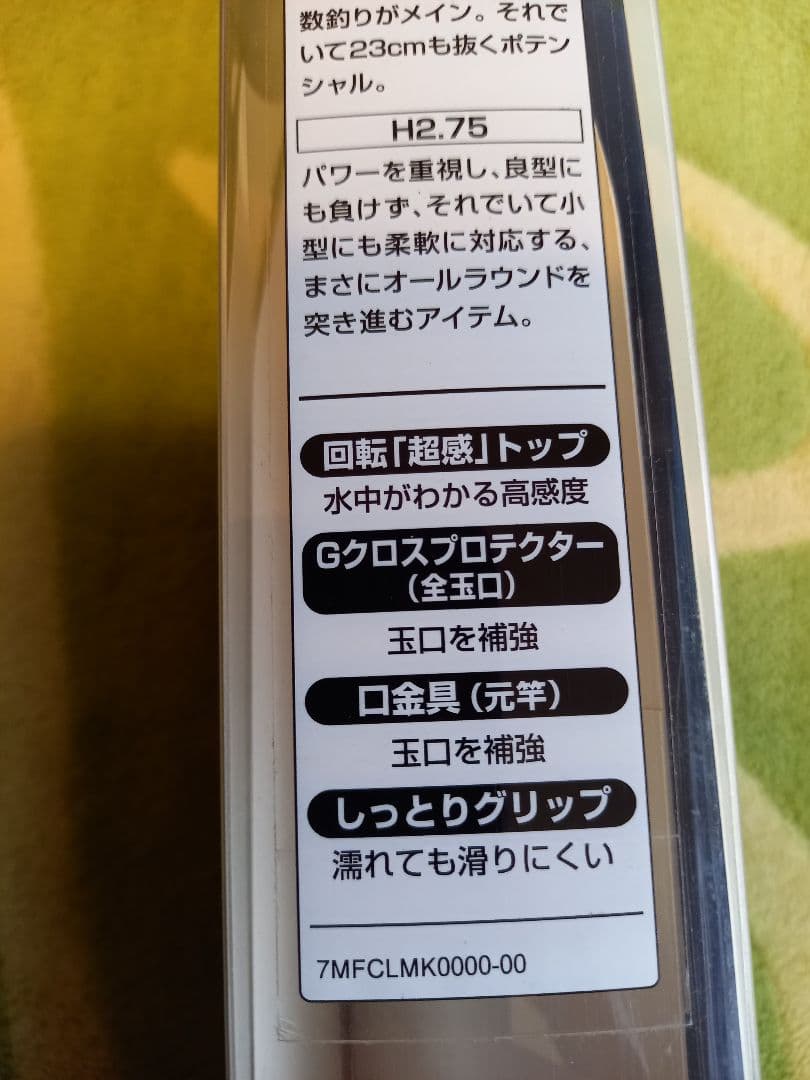 数釣りがメイン。それで
いて23cmも抜くポテン
シャル。
H2.75
パワーを重視し、良型に
も負けず、それでいて小
型にも柔軟に対応する、
まさにオールラウンドを
突き進むアイテム。
回転「超感」トップ
水中がわかる高感度
Gクロスプロテクター
(全玉口)
玉口を補強
口金具(元竿)
玉口を補強
しっとりグリップ
濡れても滑りにくい
7MFCLMK0000-00